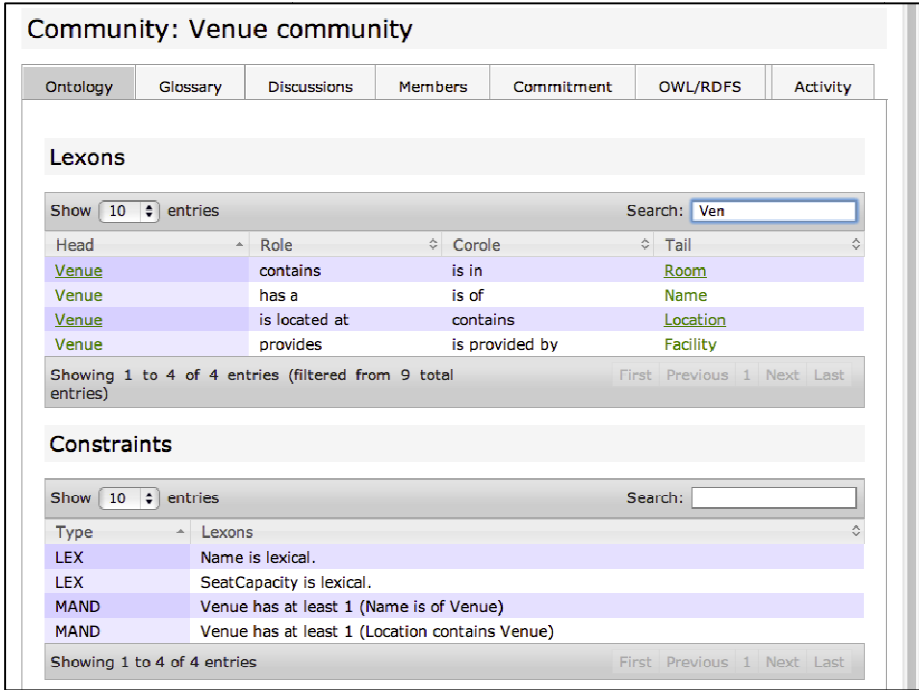 Community: Venue community
Ontology Glossary Discussions Members Commitment OWL/RDFS Activity
Lexons
Show 10 entries Search: Ven
Head Role Corole Tail
Venue contains is in Room
Venue has a is of Name
Venue is located at contains Location
Venue provides is provided by Facility
Showing 1 to 4 of 4 entries (filtered from 9 total
entries) First Previous 1 Next Last
Constraints
Show 10 entries Search:
Type Lexons
LEX Name is lexical.
LEX SeatCapacity is lexical.
MAND Venue has at least 1 (Name is of Venue)
MAND Venue has at least 1 (Location contains Venue)
Showing 1 to 4 of 4 entries First Previous 1 Next Last